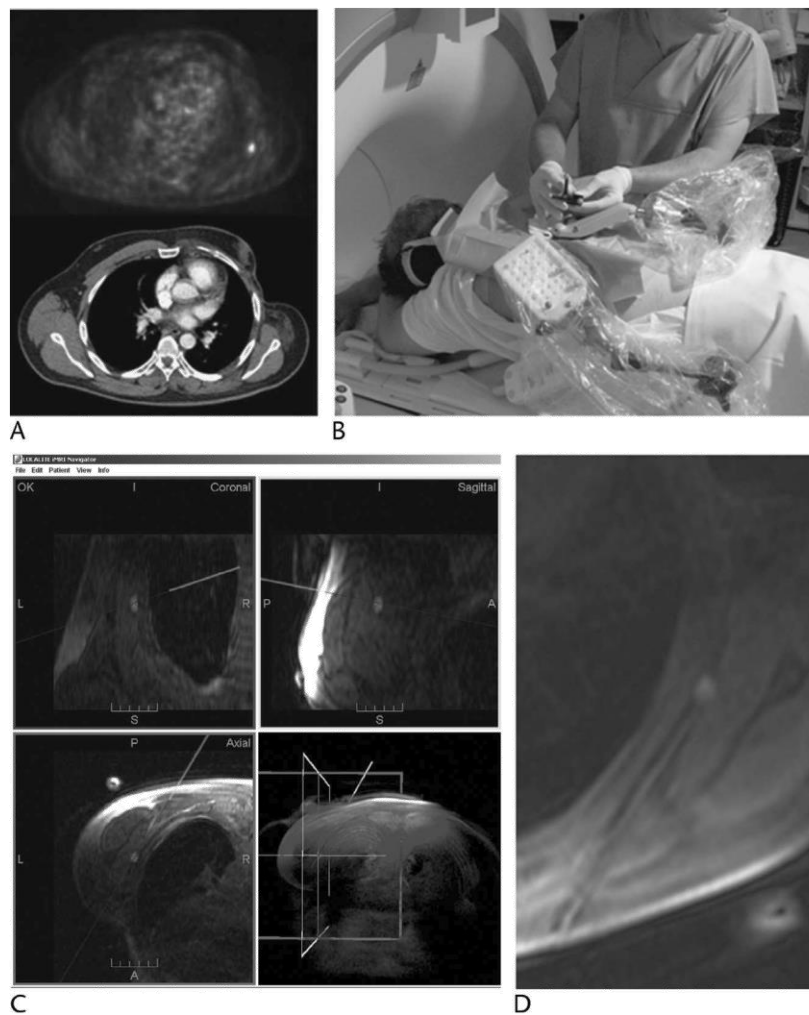 A
B
LOCALITE iMRI Navigator
File Edit Patient View Info
OK I Coronal
L R
S
I Sagittal
P A
S
P Axial
L R
A
C
D